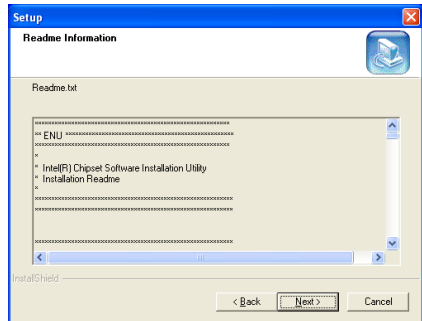 Setup
Readme Information
Readme.txt
** ENU **************************************************
*
* Intel(R) Chipset Software Installation Utility
* Installation Readme
*
InstallShield
< Back
Next >
Cancel